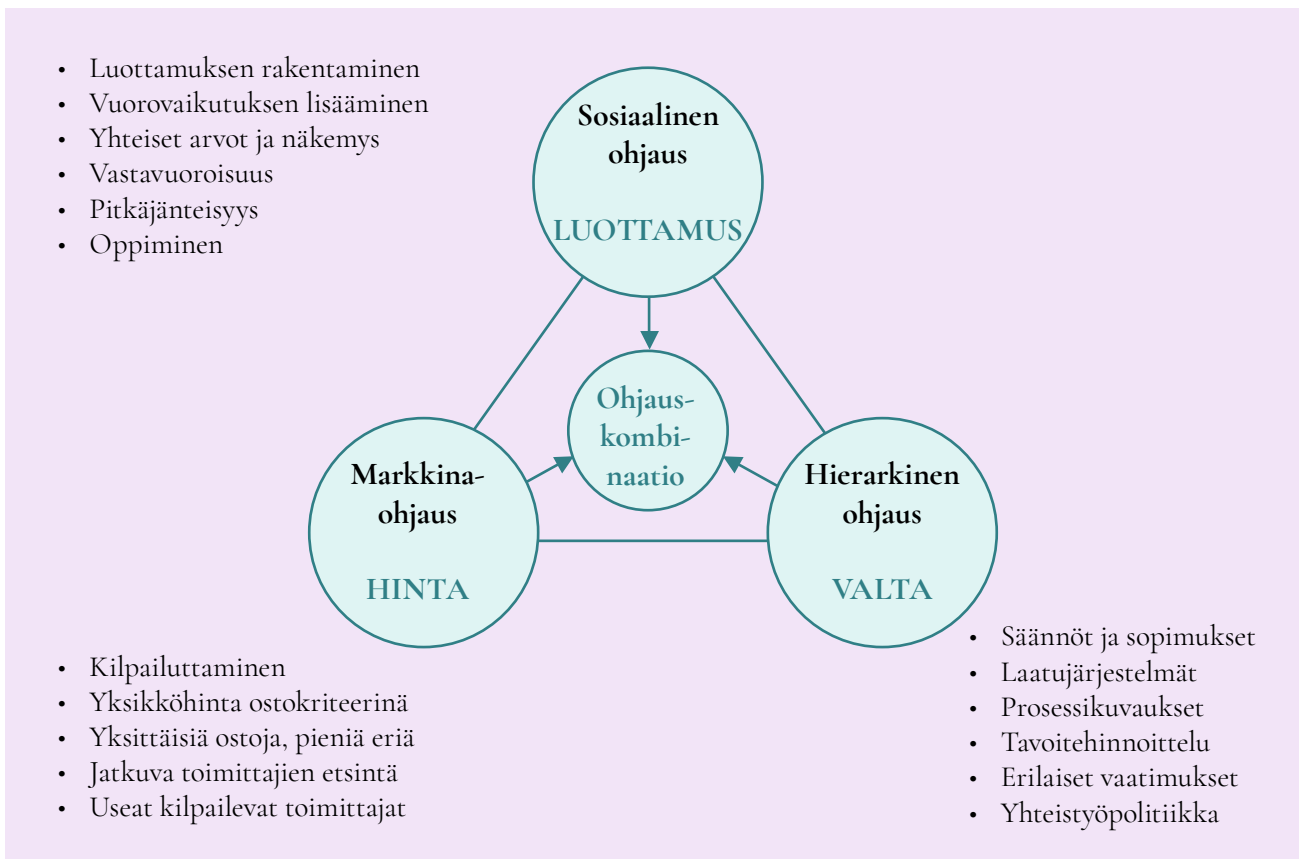 • Luottamuksen rakentaminen
• Vuorovaikutuksen lisääminen
• Yhteiset arvot ja näkemys
• Vastavuoroisuus
• Pitkäjänteisyys
• Oppiminen
Sosiaalinen
ohjaus
LUOTTAMUS
Ohjaus-
kombi-
naatio
Markkina-
ohjaus
HINTA
Hierarkinen
ohjaus
VALTA
• Kilpailuttaminen
• Yksikköhinta ostokriteerinä
• Yksittäisiä ostoja, pieniä eriä
• Jatkuva toimittajien etsintä
• Useat kilpailevat toimittajat
• Säännöt ja sopimukset
• Laatujärjestelmät
• Prosessikuvaukset
• Tavoitehinnoittelu
• Erilaiset vaatimukset
• Yhteistyöpolitiikka